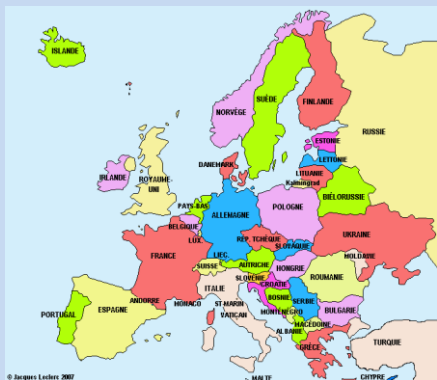 ISLANDE
SUÈDE
FINLANDE
NORVÈGE
RUSSIE
ESTONIE
LETTONIE
DANEMARK
LITUANIE
Kaliningrad
IRLANDE
ROYAUME-
UNI
BIÉLORUSSIE
PAYS-BAS
POLOGNE
ALLEMAGNE
BELGIQUE
UKRAINE
LUX.
RÉP. TCHÈQUE
SLOVAQUIE
FRANCE
LIEC.
AUTRICHE
MOLDAVIE
SUISSE
HONGRIE
SLOVÉNIE
ROUMANIE
CROATIE
ITALIE
BOSNIE
SERBIE
ANDORRE
MONACO
ST-MARIN
MONTÉNÉGRO
BULGARIE
PORTUGAL
ESPAGNE
VATICAN
MACÉDOINE
ALBANIE
TURQUIE
GRÈCE
© Jacques Leclerc 2007
MALTE
CHYPRE